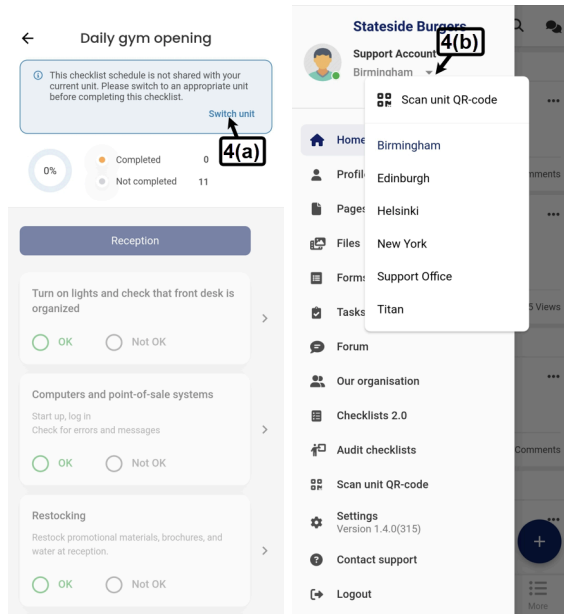 Daily gym opening
This checklist schedule is not shared with your
current unit. Please switch to an appropriate unit
before completing this checklist.
Switch unit
4(a)
0%
Completed 0
Not completed 11
Reception
Turn on lights and check that front desk is
organized
OK Not OK
Computers and point-of-sale systems
Start up, log in
Check for errors and messages
OK Not OK
Restocking
Restock promotional materials, brochures, and
water at reception.
OK Not OK
Stateside Burgers
4(b)
Support Account
Birmingham
Scan unit QR-code
Birmingham
Edinburgh
Helsinki
New York
Support Office
Titan
Home
Profil
Pages
Files
Forms
Tasks
Forum
Our organisation
Checklists 2.0
Audit checklists
Scan unit QR-code
Settings
Version 1.4.0(315)
Contact support
Logout
mments
5 Views
Comments
More